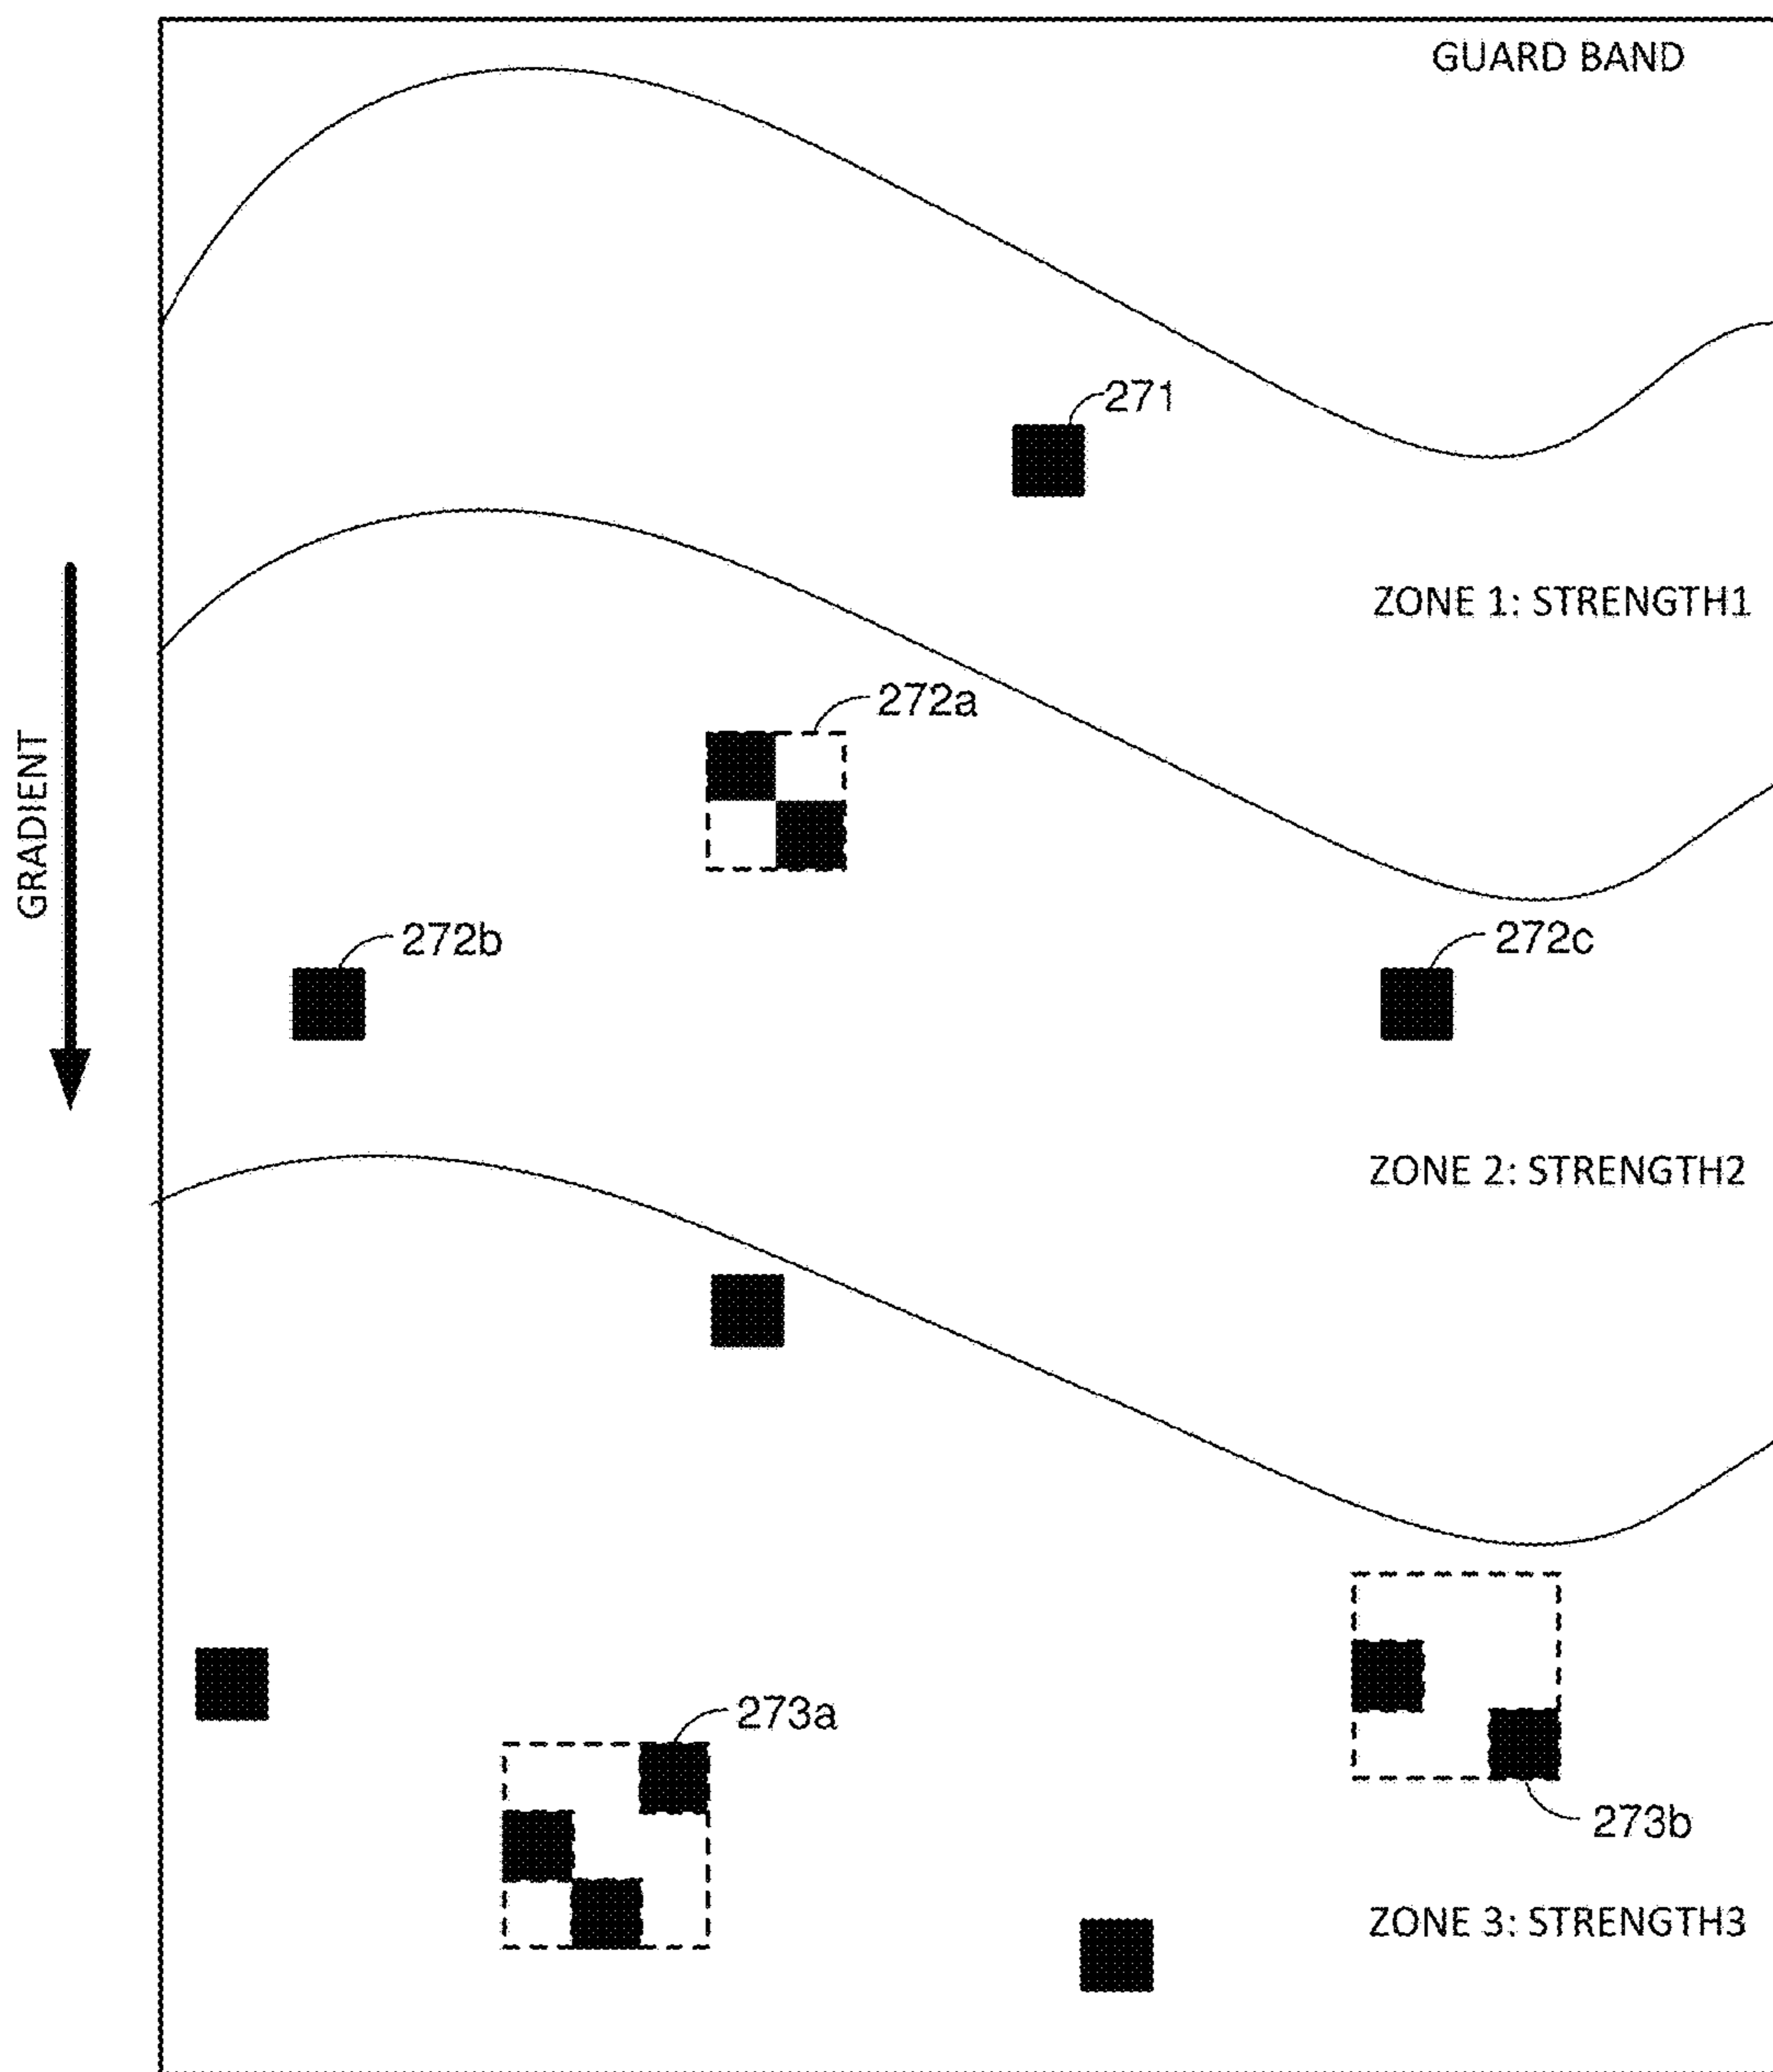 GUARD BAND
271
ZONE 1: STRENGTH1
272a
GRADIENT
272b
272c
ZONE 2: STRENGTH2
273a
273b
ZONE 3: STRENGTH3